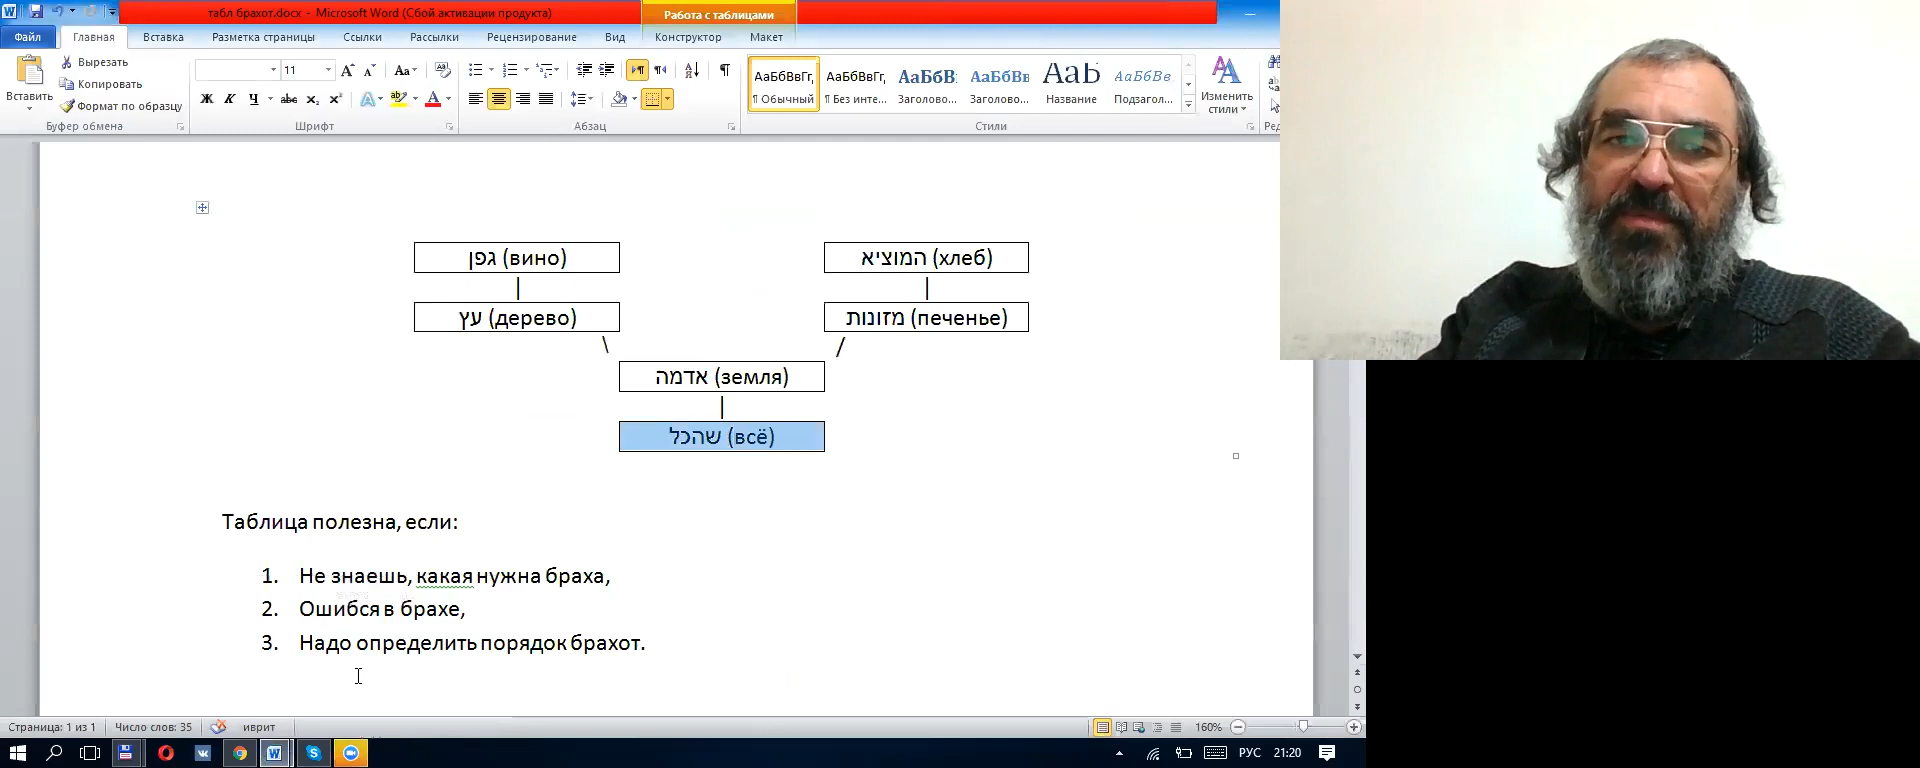 табл брахот.docx - Microsoft Word (Сбой активации продукта)
Работа с таблицами
Файл Главная Вставка Разметка страницы Ссылки Рассылки Рецензирование Вид Конструктор Макет
Вставить
Вырезать
Копировать
Формат по образцу
Буфер обмена
11
Шрифт
Абзац
АаБбВвГг, АаБбВвГг, АаБбВ АаБбВв АаБ АаБбВв
¶ Обычный ¶ Без инте... Заголово... Заголово... Название Подзагол...
Изменить стили
Стили
Ред
גפן (вино)
המוציא (хлеб)
|
|
עץ (дерево)
מזונות (печенье)
\
/
אדמה (земля)
|
שהכל (всё)
Таблица полезна, если:
1. Не знаешь, какая нужна браха,
2. Ошибся в брахе,
3. Надо определить порядок брахот.
Страница: 1 из 1 Число слов: 35 иврит 160%
РУС 21:20